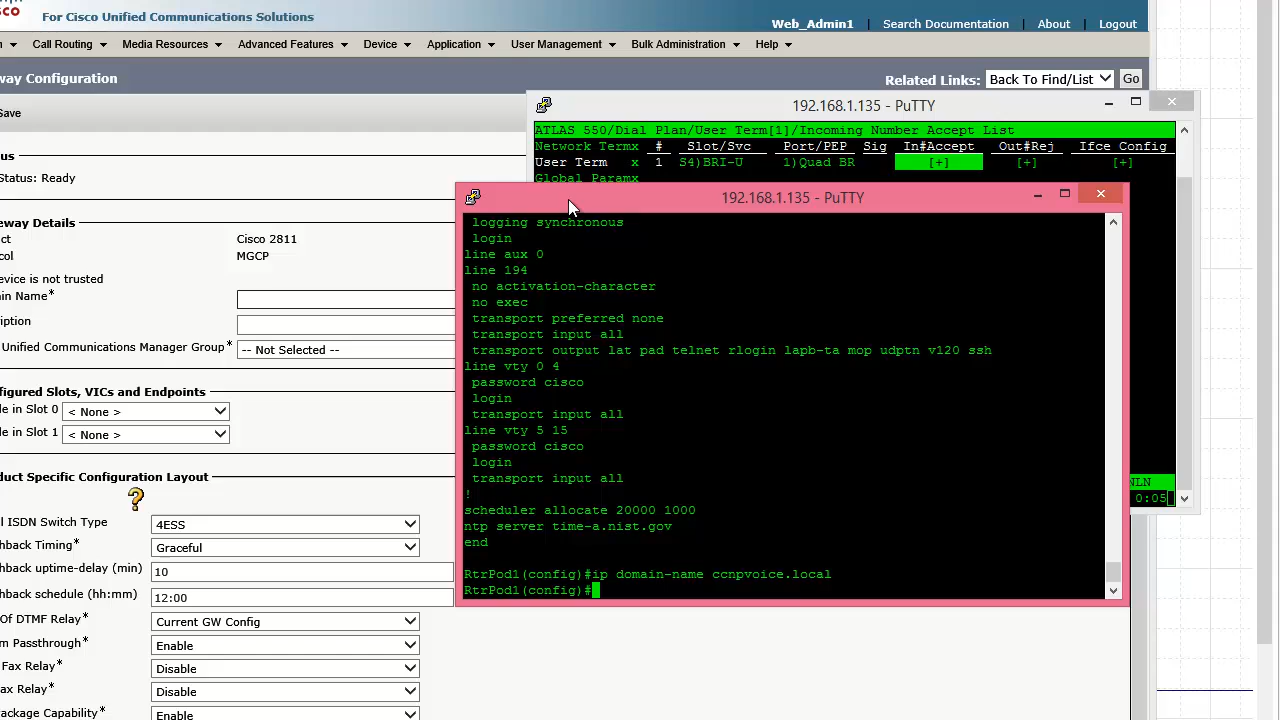 For Cisco Unified Communications Solutions
Web_Admin1 | Search Documentation | About | Logout
Call Routing Media Resources Advanced Features Device Application User Management Bulk Administration Help
way Configuration
Related Links: Back To Find/List Go
Save
192.168.1.135 - PuTTY
ATLAS 550/Dial Plan/User Term[1]/Incoming Number Accept List
Network Termx # Slot/Svc Port/PEP Sig In#Accept Out#Rej Ifce Config
User Term x 1 S4)BRI-U 1)Quad BR [+] [+] [+]
Global Paramx
Status: Ready
192.168.1.135 - PuTTY
eway Details
Cisco 2811
MGCP
evice is not trusted
ain Name*
ription
Unified Communications Manager Group* -- Not Selected --
figured Slots, VICs and Endpoints
le in Slot 0 < None >
le in Slot 1 < None >
duct Specific Configuration Layout
?
l ISDN Switch Type 4ESS
hback Timing* Graceful
hback uptime-delay (min) 10
hback schedule (hh:mm) 12:00
Of DTMF Relay* Current GW Config
m Passthrough* Enable
Fax Relay* Disable
ax Relay* Disable
ackage Capability* Enable
logging synchronous
login
line aux 0
line 194
no activation-character
no exec
transport preferred none
transport input all
transport output lat pad telnet rlogin lapb-ta mop udptn v120 ssh
line vty 0 4
password cisco
login
transport input all
line vty 5 15
password cisco
login
transport input all
!
scheduler allocate 20000 1000
ntp server time-a.nist.gov
end
RtrPod1(config)#ip domain-name ccnpvoice.local
RtrPod1(config)#
NLN
0:05